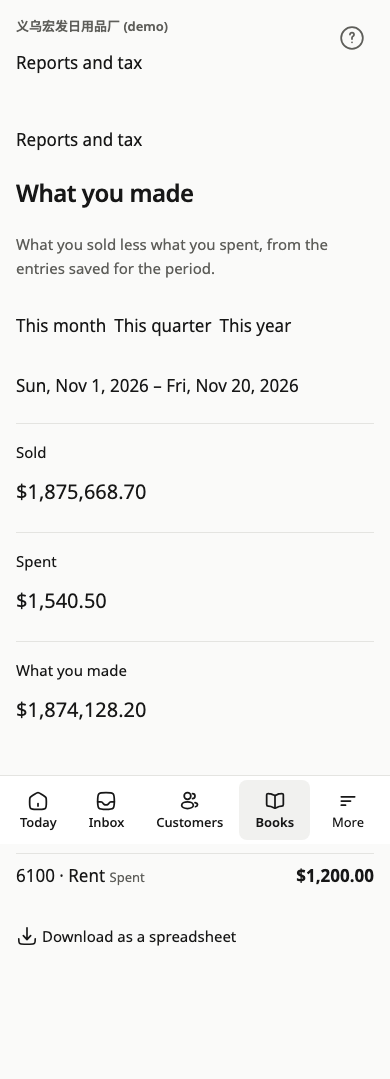 义乌宏发日用品厂 (demo)
Reports and tax
Reports and tax
What you made
What you sold less what you spent, from the
entries saved for the period.
This month This quarter This year
Sun, Nov 1, 2026 – Fri, Nov 20, 2026
Sold
$1,875,668.70
Spent
$1,540.50
What you made
$1,874,128.20
Today Inbox Customers Books More
6100 · Rent Spent $1,200.00
Download as a spreadsheet